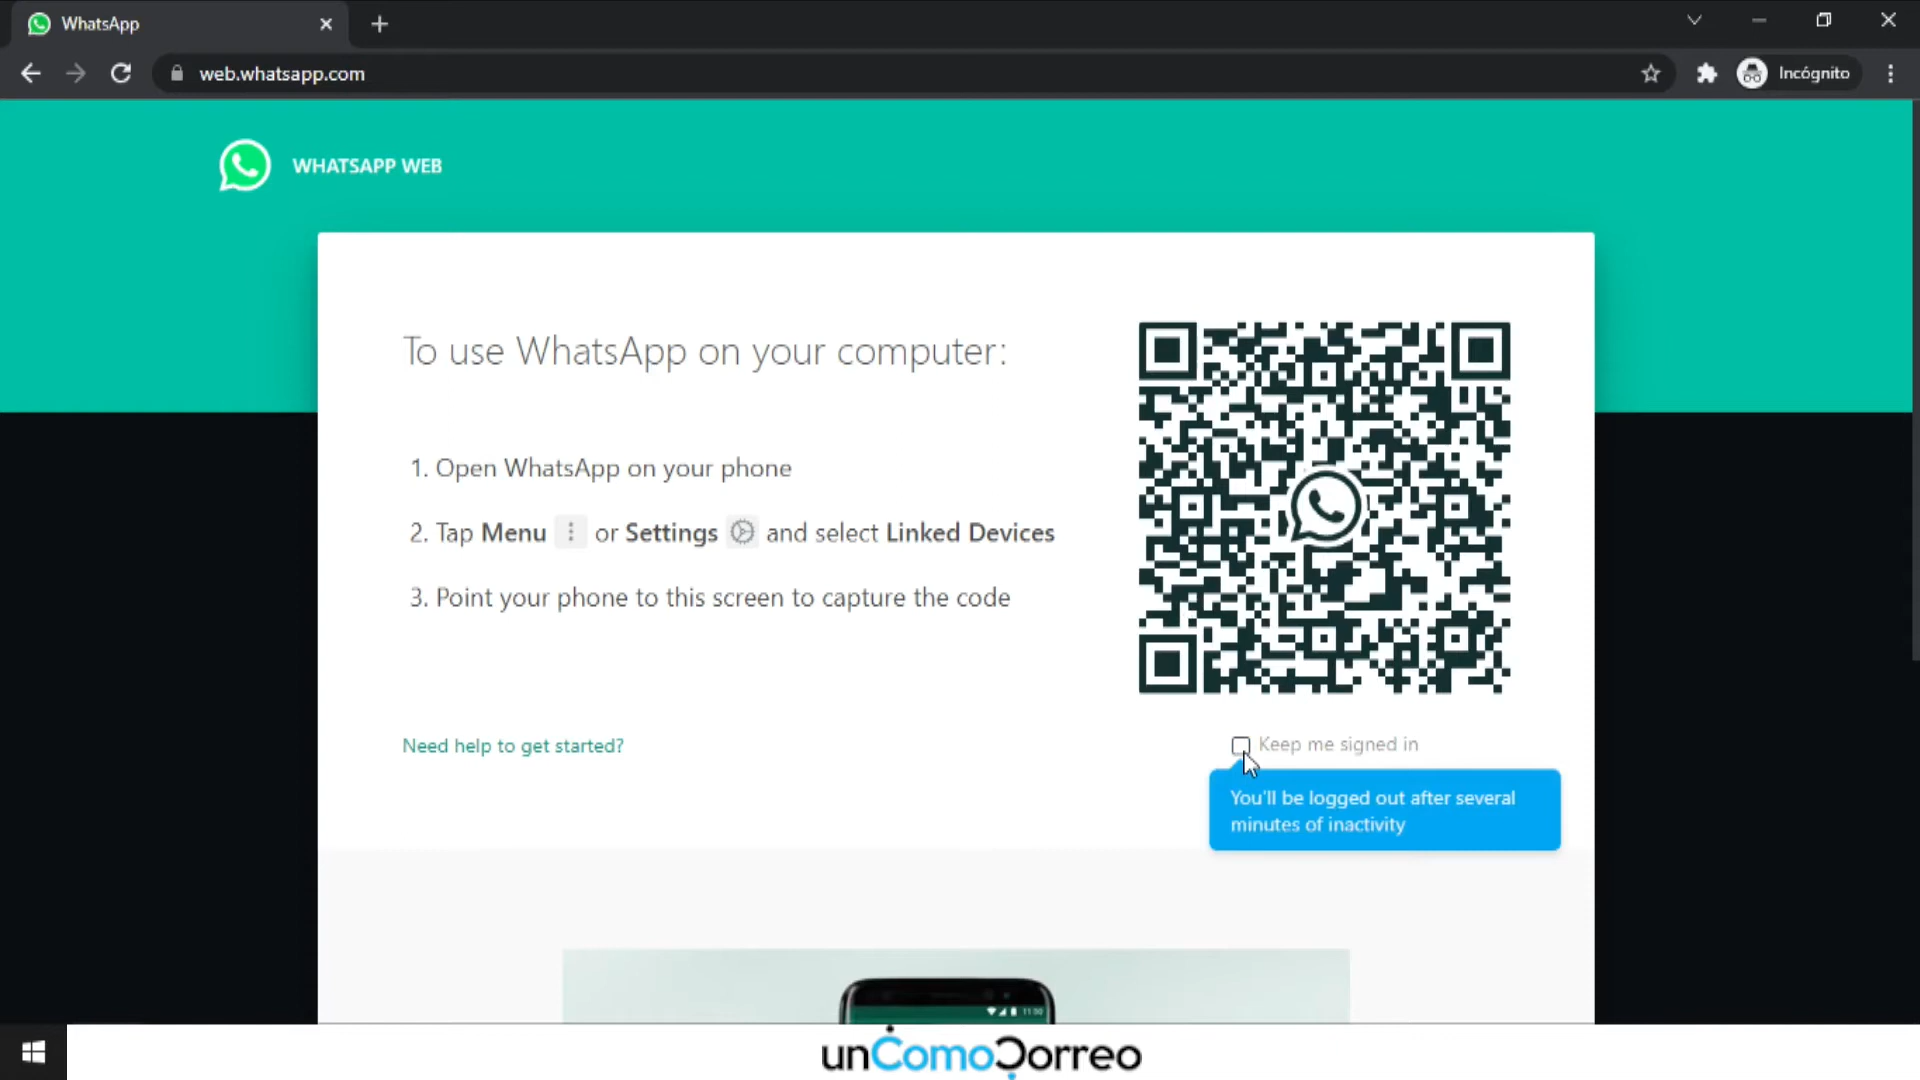 WhatsApp
web.whatsapp.com
Incógnito
WHATSAPP WEB
To use WhatsApp on your computer:
1. Open WhatsApp on your phone
2. Tap Menu or Settings and select Linked Devices
3. Point your phone to this screen to capture the code
Need help to get started?
Keep me signed in
You'll be logged out after several
minutes of inactivity
11:00
unComoCorreo